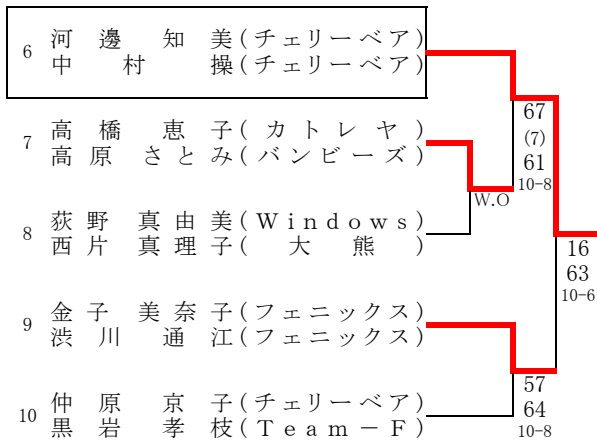 6 河邊 知美(チェリーベア)
中村 操(チェリーベア)
7 高橋 恵子(カトレヤ)
高原 さとみ(バンビーズ)
8 荻野 真由美(Windows)
西片 真理子(大熊)
9 金子 美奈子(フェニックス)
渋川 通江(フェニックス)
10 仲原 京子(チェリーベア)
黒岩 孝枝(Team-F)
W.O
67
(7)
61
10-8
57
64
10-8
16
63
10-6